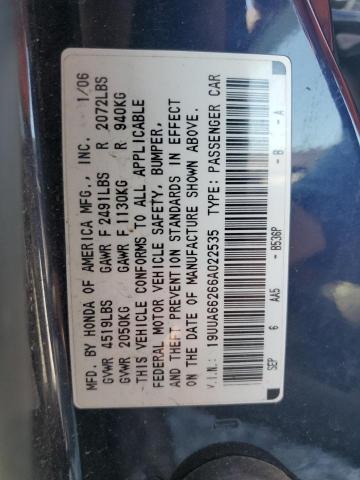 MFD. BY HONDA OF AMERICA MFG., INC. 1/06
GVWR 4519LBS GAWR F 2491LBS R 2072LBS
GVWR 2050KG GAWR F 1130KG R 940KG
THIS VEHICLE CONFORMS TO ALL APPLICABLE
FEDERAL MOTOR VEHICLE SAFETY, BUMPER,
AND THEFT PREVENTION STANDARDS IN EFFECT
ON THE DATE OF MANUFACTURE SHOWN ABOVE.
V.I.N.: 19UUA66266A022535 TYPE: PASSENGER CAR
SEP 6 AA5 - B536P - B - A